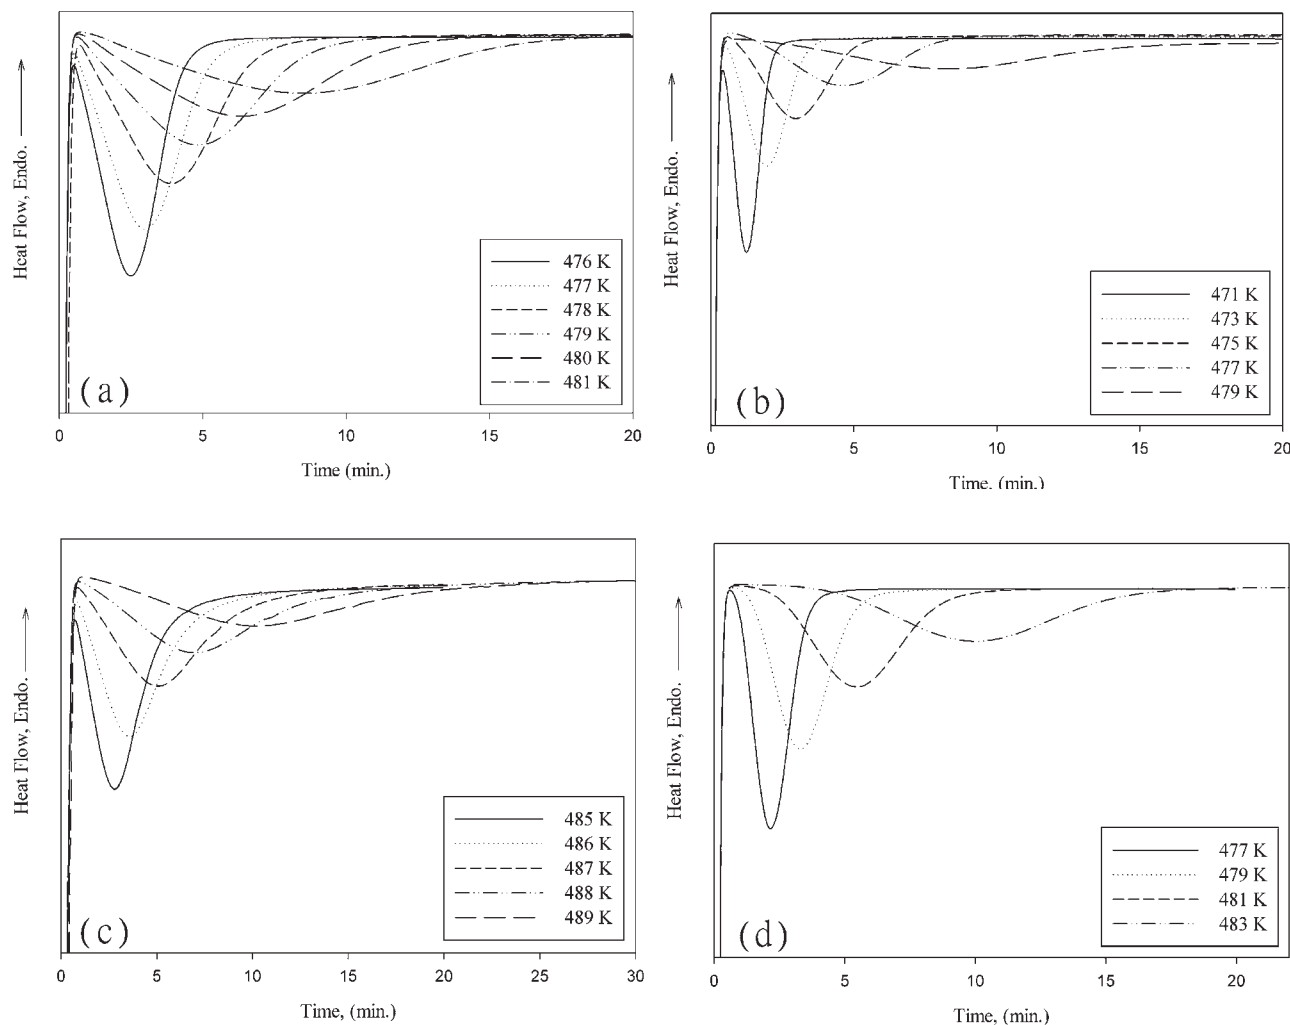 Heat Flow, Endo.
476 K
477 K
478 K
479 K
480 K
481 K
(a)
0 5 10 15 20
Time (min.)
Heat Flow, Endo.
471 K
473 K
475 K
477 K
479 K
(b)
0 5 10 15 20
Time, (min.)
Heat Flow, Endo.
485 K
486 K
487 K
488 K
489 K
(c)
0 5 10 15 20 25 30
Time, (min.)
Heat Flow, Endo.
477 K
479 K
481 K
483 K
(d)
0 5 10 15 20
Time, (min.)